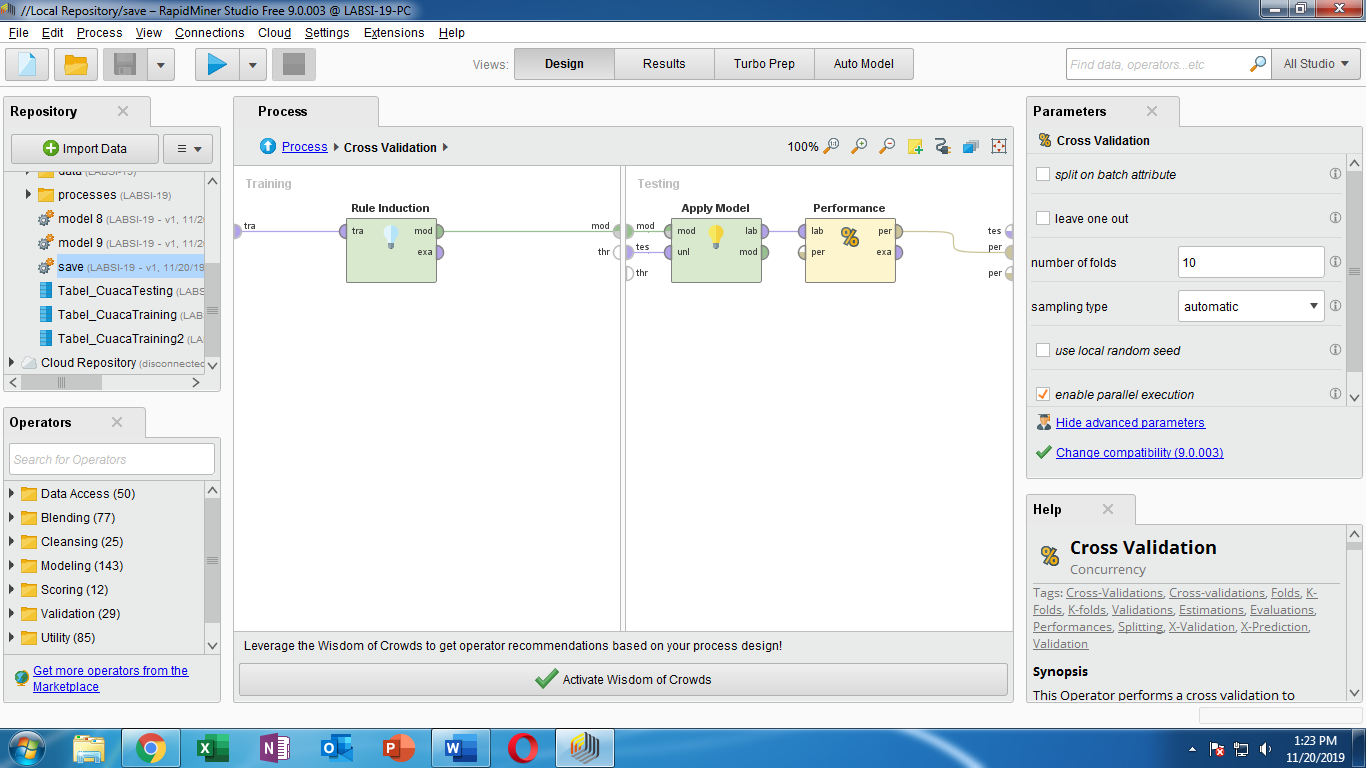 //Local Repository/save – RapidMiner Studio Free 9.0.003 @ LABSI-19-PC
File Edit Process View Connections Cloud Settings Extensions Help
Views: Design Results Turbo Prep Auto Model
Find data, operators...etc All Studio
Repository
Import Data
data (LABSI-19)
processes (LABSI-19)
model 8 (LABSI-19 - v1, 11/2
model 9 (LABSI-19 - v1, 11/20
save (LABSI-19 - v1, 11/20/19
Tabel_CuacaTesting (LABS
Tabel_CuacaTraining (LAB
Tabel_CuacaTraining2 (LA
Cloud Repository (disconnected
Operators
Search for Operators
Data Access (50)
Blending (77)
Cleansing (25)
Modeling (143)
Scoring (12)
Validation (29)
Utility (85)
Get more operators from the
Marketplace
Process
Process Cross Validation
100%
Training
Rule Induction
tra tra mod mod
exa thr
Testing
Apply Model Performance
mod mod lab lab per tes
tes unl mod per exa per
thr per
Leverage the Wisdom of Crowds to get operator recommendations based on your process design!
Activate Wisdom of Crowds
Parameters
% Cross Validation
split on batch attribute
leave one out
number of folds 10
sampling type automatic
use local random seed
enable parallel execution
Hide advanced parameters
Change compatibility (9.0.003)
Help
% Cross Validation
Concurrency
Tags: Cross-Validations, Cross-validations, Folds, K-
Folds, K-folds, Validations, Estimations, Evaluations,
Performances, Splitting, X-Validation, X-Prediction,
Validation
Synopsis
This Operator performs a cross validation to
1:23 PM
11/20/2019